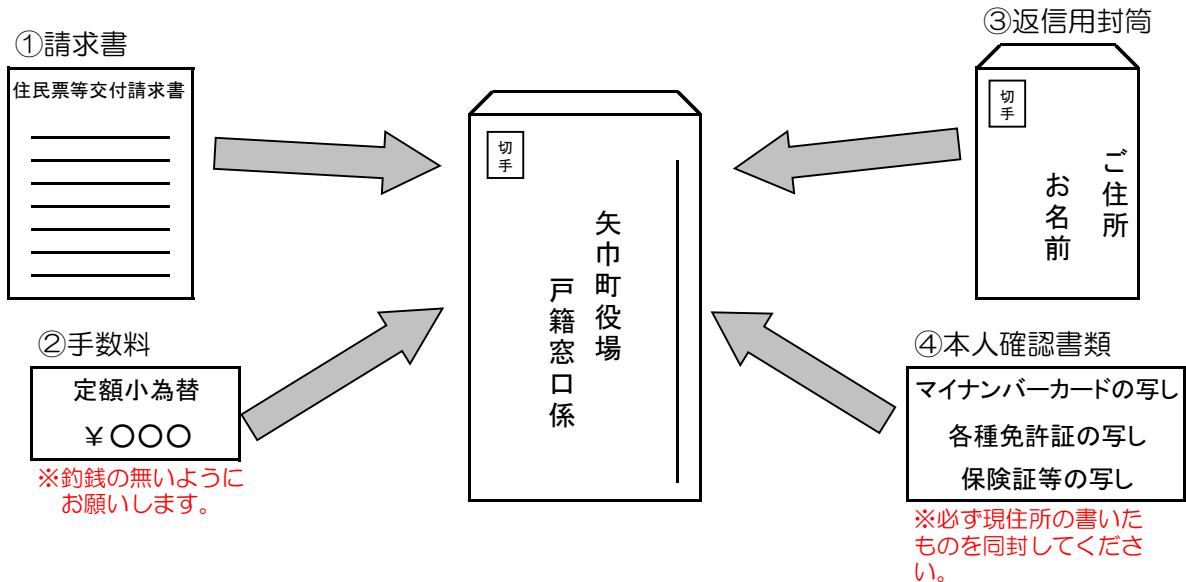 ①請求書
住民票等交付請求書
②手数料
定額小為替
￥〇〇〇
※釣銭の無いように
お願いします。
切手
矢巾町役場
戸籍窓口係
③返信用封筒
切手
ご住所
お名前
④本人確認書類
マイナンバーカードの写し
各種免許証の写し
保険証等の写し
※必ず現住所の書いた
ものを同封してくださ
い。